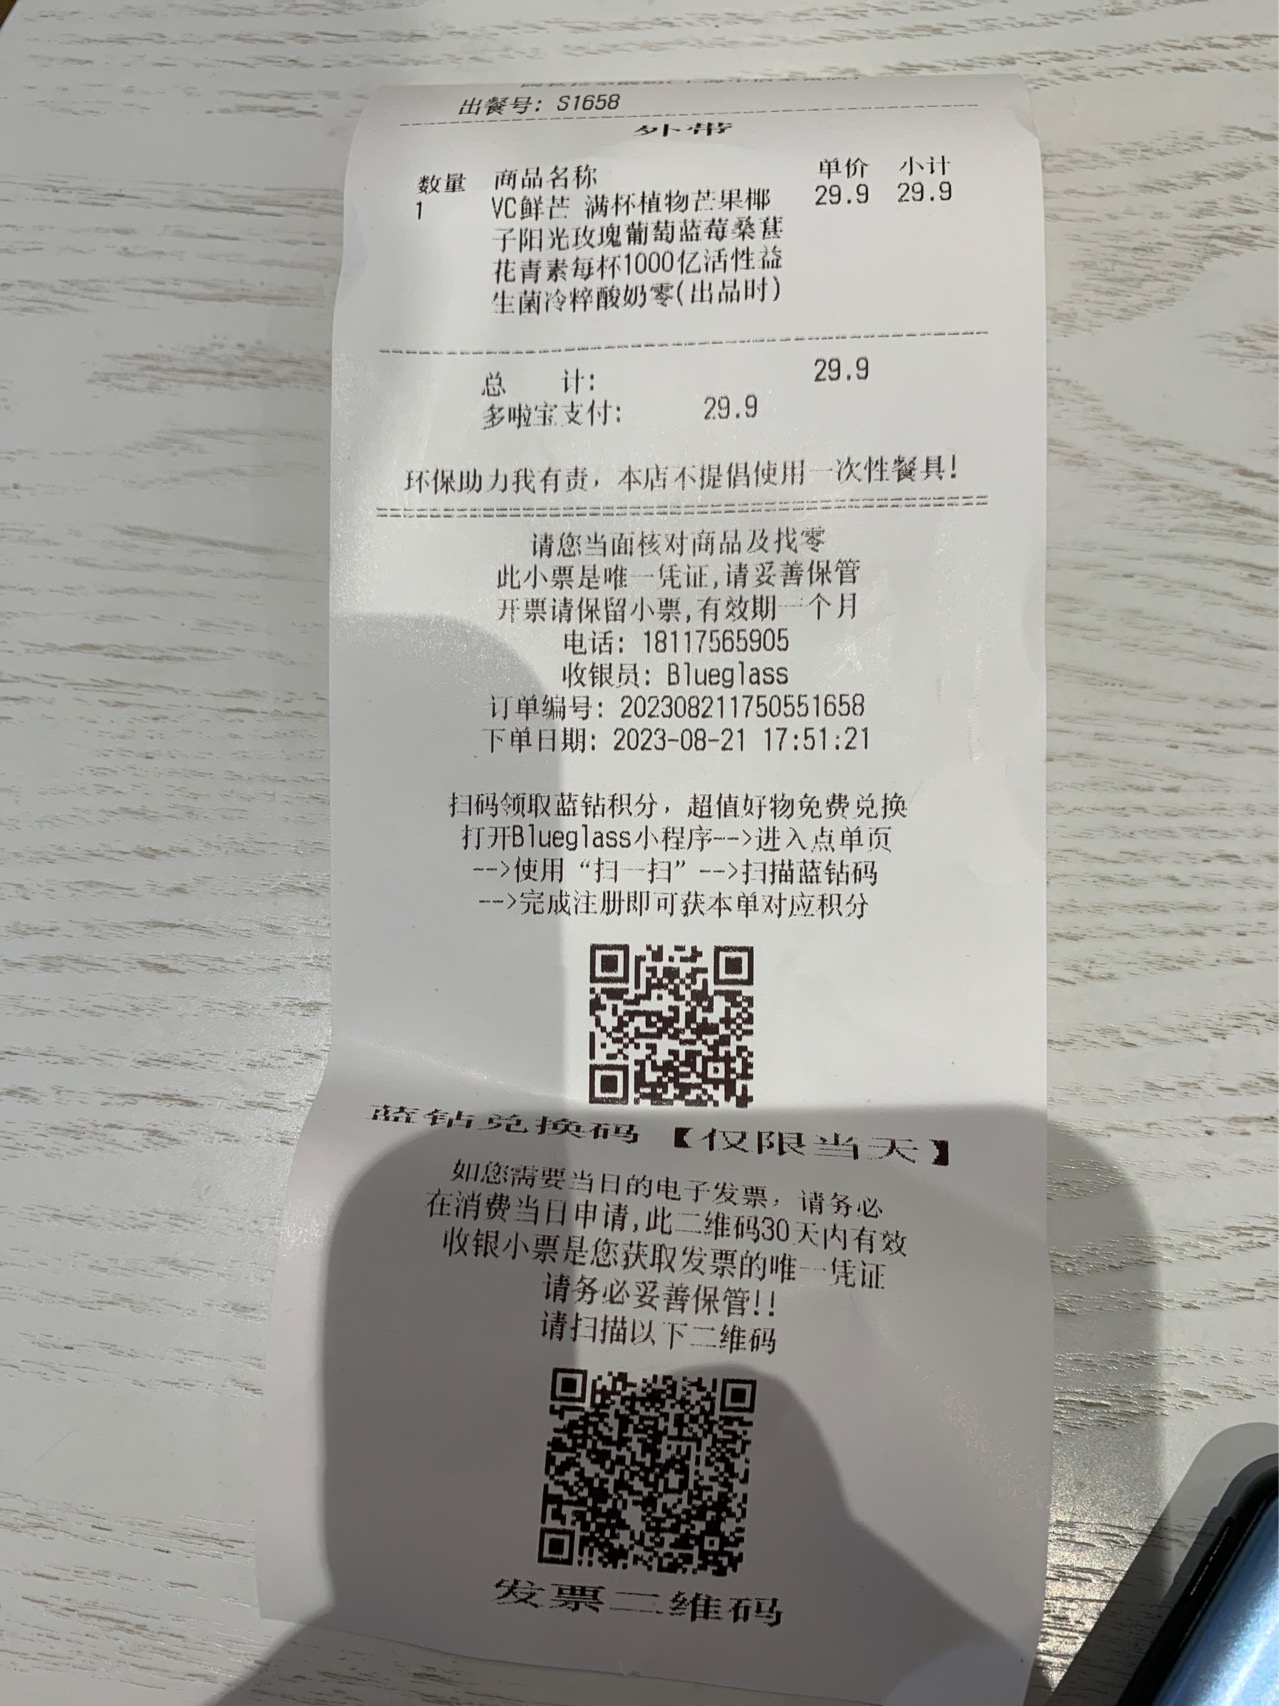 出餐号: S1658
外带
数量 商品名称 单价 小计
1 VC鲜芒 满杯植物芒果椰 29.9 29.9
子阳光玫瑰葡萄蓝莓桑葚
花青素每杯1000亿活性益
生菌冷粹酸奶零(出品时)
总 计: 29.9
多啦宝支付: 29.9
环保助力我有责，本店不提倡使用一次性餐具!
请您当面核对商品及找零
此小票是唯一凭证,请妥善保管
开票请保留小票,有效期一个月
电话: 18117565905
收银员: Blueglass
订单编号: 202308211750551658
下单日期: 2023-08-21 17:51:21
扫码领取蓝钻积分，超值好物免费兑换
打开Blueglass小程序-->进入点单页
-->使用“扫一扫”-->扫描蓝钻码
-->完成注册即可获本单对应积分
蓝钻兑换码【仅限当天】
如您需要当日的电子发票，请务必
在消费当日申请,此二维码30天内有效
收银小票是您获取发票的唯一凭证
请务必妥善保管!!
请扫描以下二维码
发票二维码